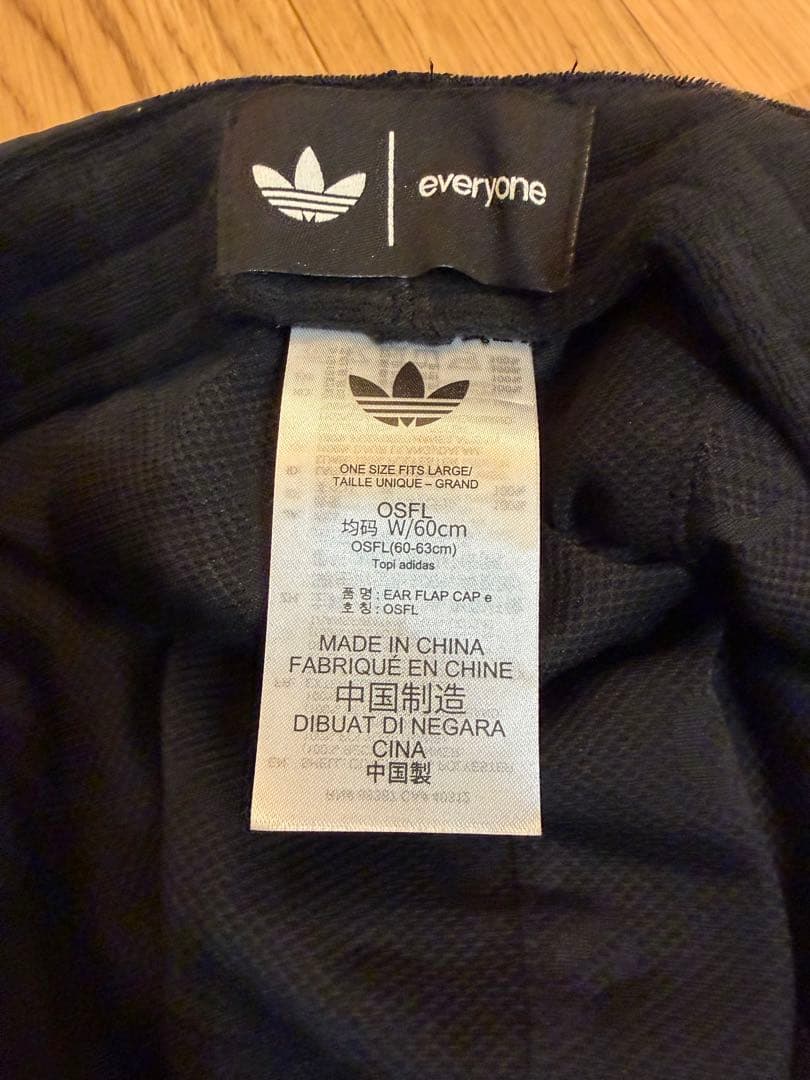 everyone
ONE SIZE FITS LARGE/
TAILLE UNIQUE – GRAND
OSFL
均码 W/60cm
OSFL(60-63cm)
Topi adidas
품 명 : EAR FLAP CAP e
호 칭 : OSFL
MADE IN CHINA
FABRIQUÉ EN CHINE
中国制造
DIBUAT DI NEGARA
CINA
中国製